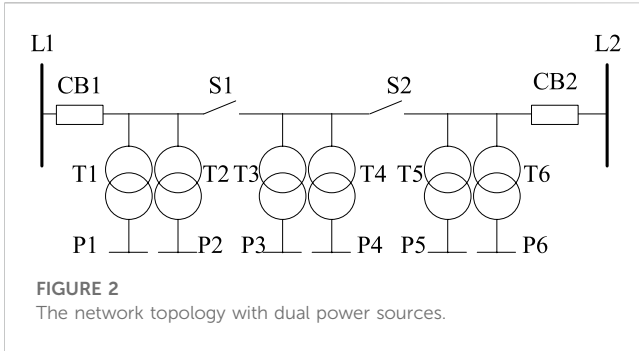 L1
L2
CB1
S1
S2
CB2
T1
T2
T3
T4
T5
T6
P1
P2
P3
P4
P5
P6
FIGURE 2
The network topology with dual power sources.